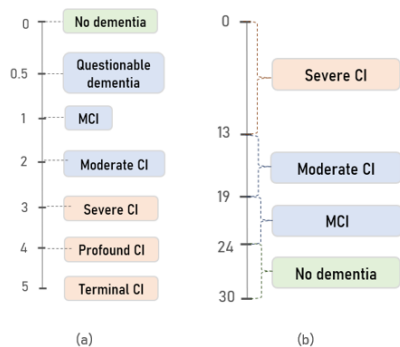 0
No dementia
0.5
Questionable
dementia
1
MCI
2
Moderate CI
3
Severe CI
4
Profound CI
5
Terminal CI
(a)
0
Severe CI
13
Moderate CI
19
MCI
24
No dementia
30
(b)